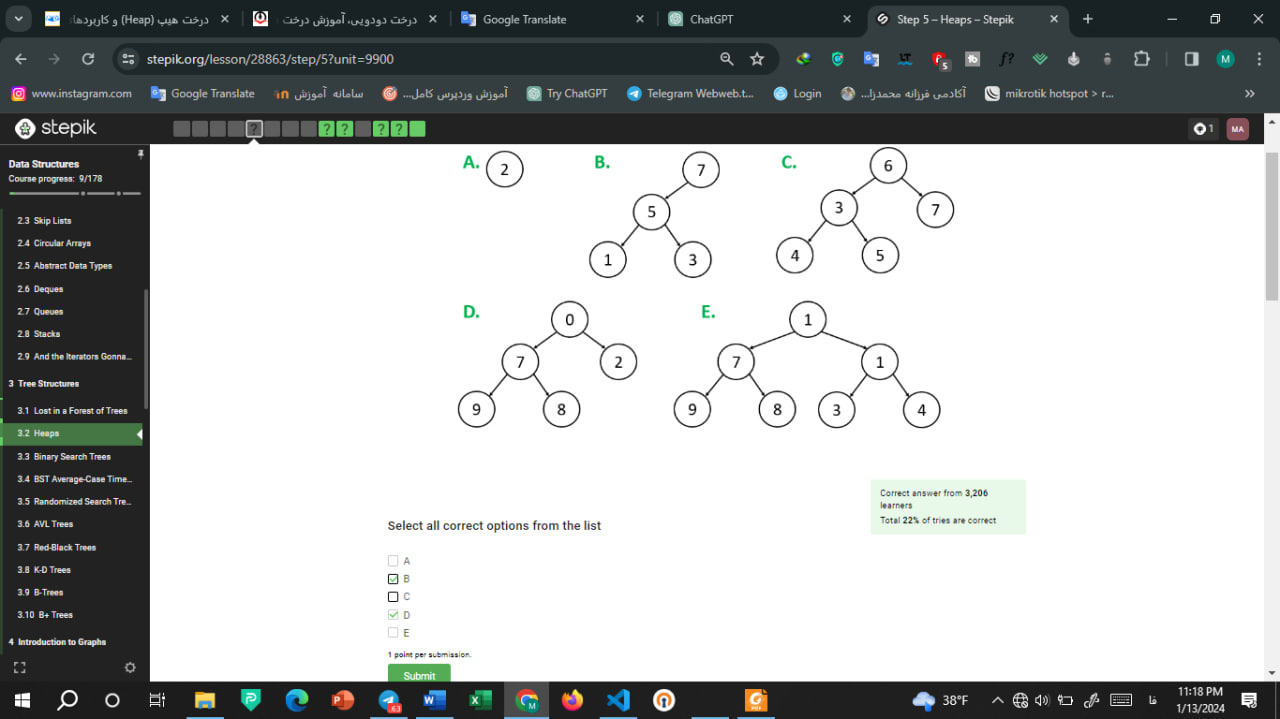 درخت هیپ (Heap) و کاربردها
درخت دودویی، آموزش درخت
Google Translate
ChatGPT
Step 5 – Heaps – Stepik
stepik.org/lesson/28863/step/5?unit=9900
www.instagram.com
Google Translate
سامانه آموزش
آموزش وردپرس کامل...
Try ChatGPT
Telegram Webweb.t...
Login
آکادمی فرزانه محمدزا...
mikrotik hotspot > r...
stepik
1
MA
Data Structures
Course progress: 9/178
2.3 Skip Lists
2.4 Circular Arrays
2.5 Abstract Data Types
2.6 Deques
2.7 Queues
2.8 Stacks
2.9 And the Iterators Gonna...
3 Tree Structures
3.1 Lost in a Forest of Trees
3.2 Heaps
3.3 Binary Search Trees
3.4 BST Average-Case Time...
3.5 Randomized Search Tre...
3.6 AVL Trees
3.7 Red-Black Trees
3.8 K-D Trees
3.9 B-Trees
3.10 B+ Trees
4 Introduction to Graphs
A.
2
B.
7
5
1 3
C.
6
3 7
4 5
D.
0
7 2
9 8
E.
1
7 1
9 8 3 4
Correct answer from 3,206
learners
Total 22% of tries are correct
Select all correct options from the list
A
B
C
D
E
1 point per submission.
Submit
38°F
فا
11:18 PM
1/13/2024